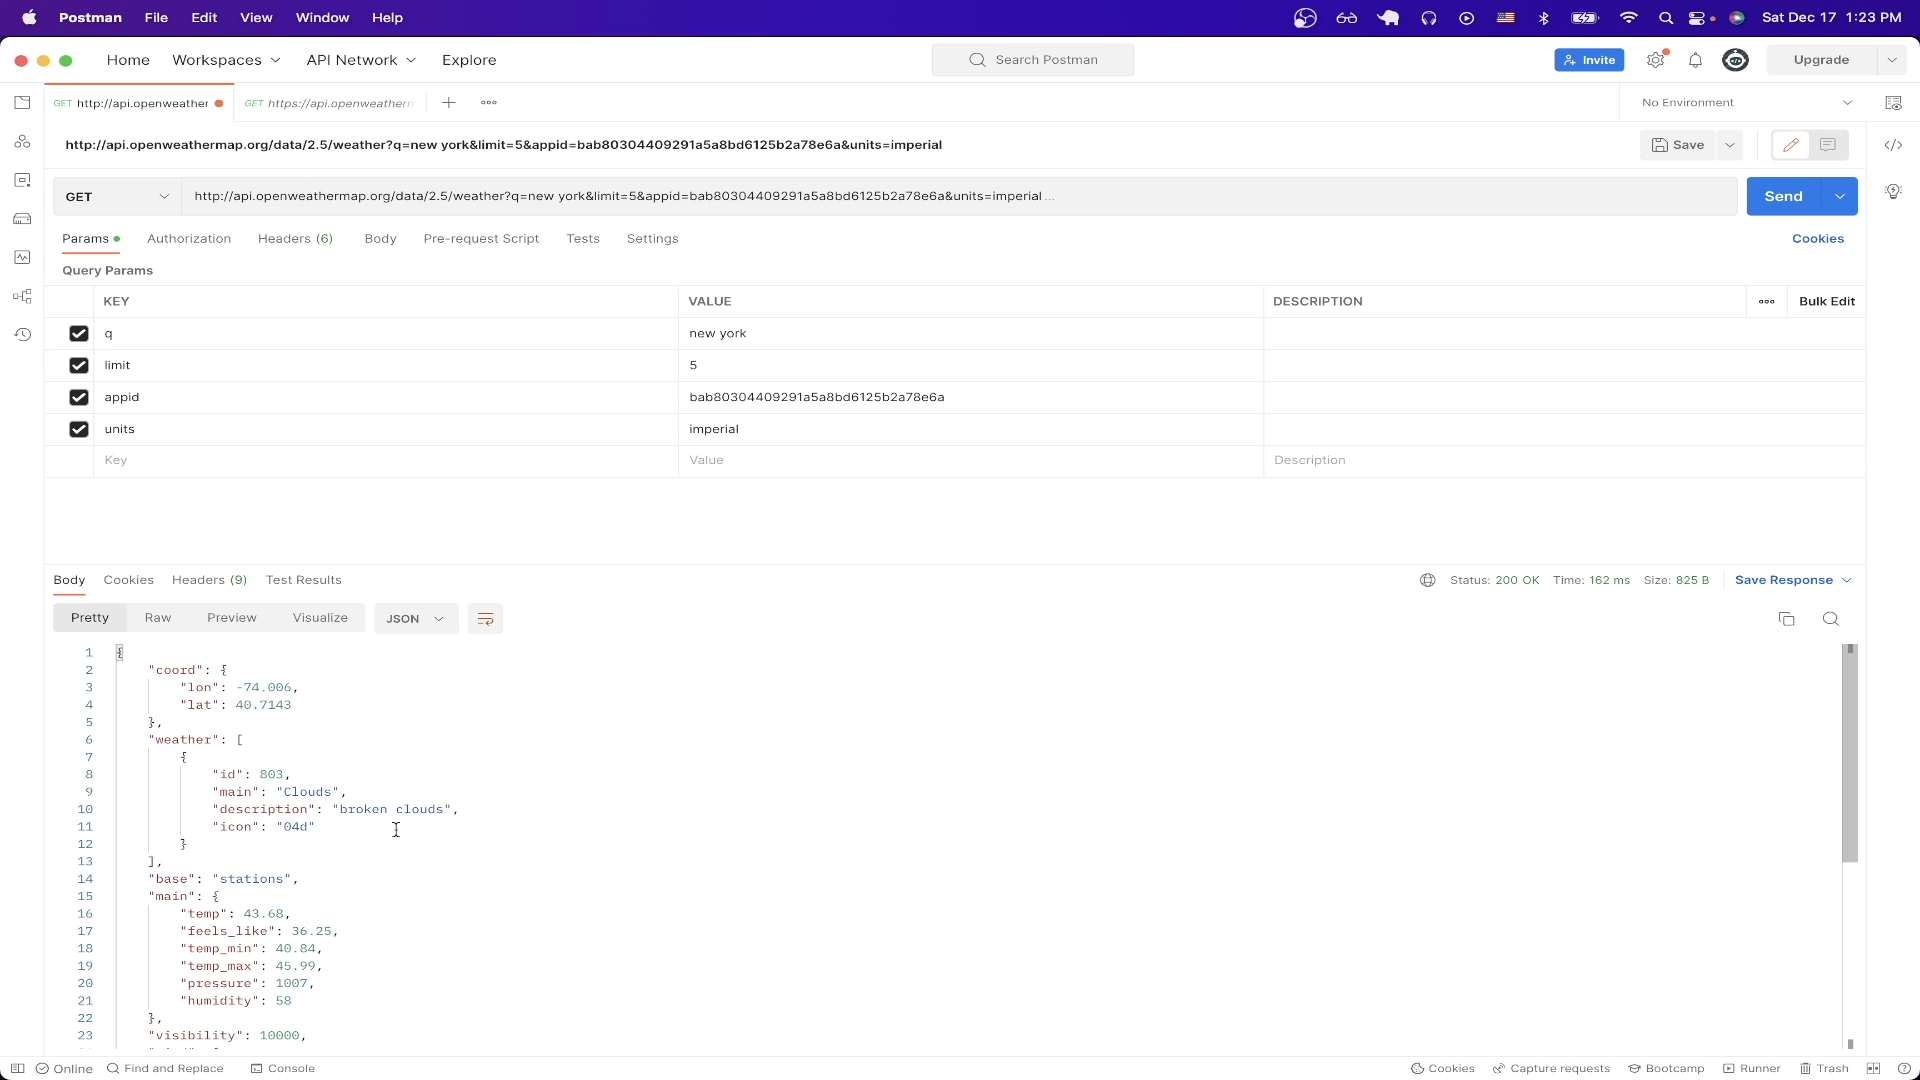 Postman File Edit View Window Help Sat Dec 17 1:23 PM
Home Workspaces API Network Explore Search Postman Invite Upgrade
GET http://api.openweather GET https://api.openweatherm No Environment
http://api.openweathermap.org/data/2.5/weather?q=new york&limit=5&appid=bab80304409291a5a8bd6125b2a78e6a&units=imperial Save
GET http://api.openweathermap.org/data/2.5/weather?q=new york&limit=5&appid=bab80304409291a5a8bd6125b2a78e6a&units=imperial ... Send
Params Authorization Headers (6) Body Pre-request Script Tests Settings Cookies
Query Params
KEY VALUE DESCRIPTION Bulk Edit
q new york
limit 5
appid bab80304409291a5a8bd6125b2a78e6a
units imperial
Key Value Description
Body Cookies Headers (9) Test Results Status: 200 OK Time: 162 ms Size: 825 B Save Response
Pretty Raw Preview Visualize JSON
1 {
2 "coord": {
3 "lon": -74.006,
4 "lat": 40.7143
5 },
6 "weather": [
7 {
8 "id": 803,
9 "main": "Clouds",
10 "description": "broken clouds",
11 "icon": "04d"
12 }
13 ],
14 "base": "stations",
15 "main": {
16 "temp": 43.68,
17 "feels_like": 36.25,
18 "temp_min": 40.84,
19 "temp_max": 45.99,
20 "pressure": 1007,
21 "humidity": 58
22 },
23 "visibility": 10000,
Online Find and Replace Console Cookies Capture requests Bootcamp Runner Trash